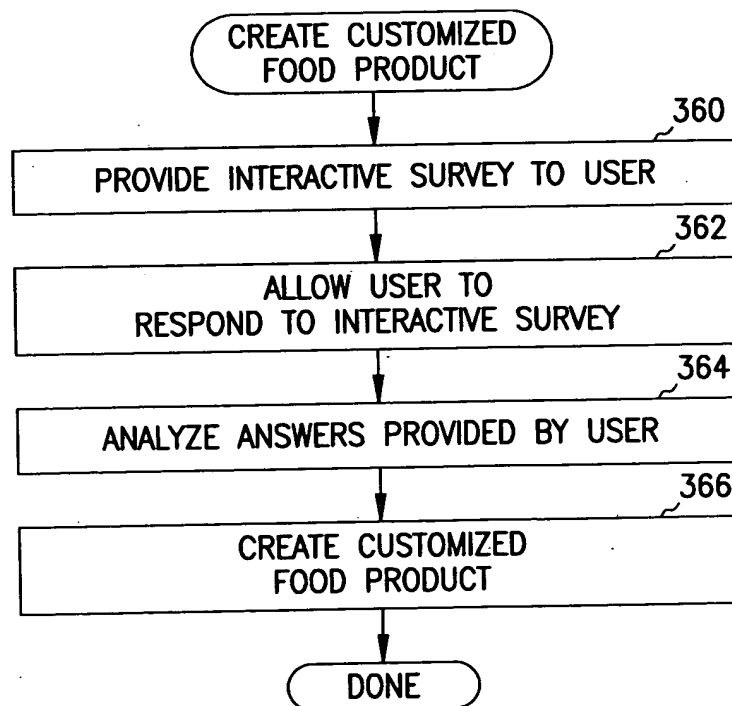 CREATE CUSTOMIZED
FOOD PRODUCT
360
PROVIDE INTERACTIVE SURVEY TO USER
362
ALLOW USER TO
RESPOND TO INTERACTIVE SURVEY
364
ANALYZE ANSWERS PROVIDED BY USER
366
CREATE CUSTOMIZED
FOOD PRODUCT
DONE